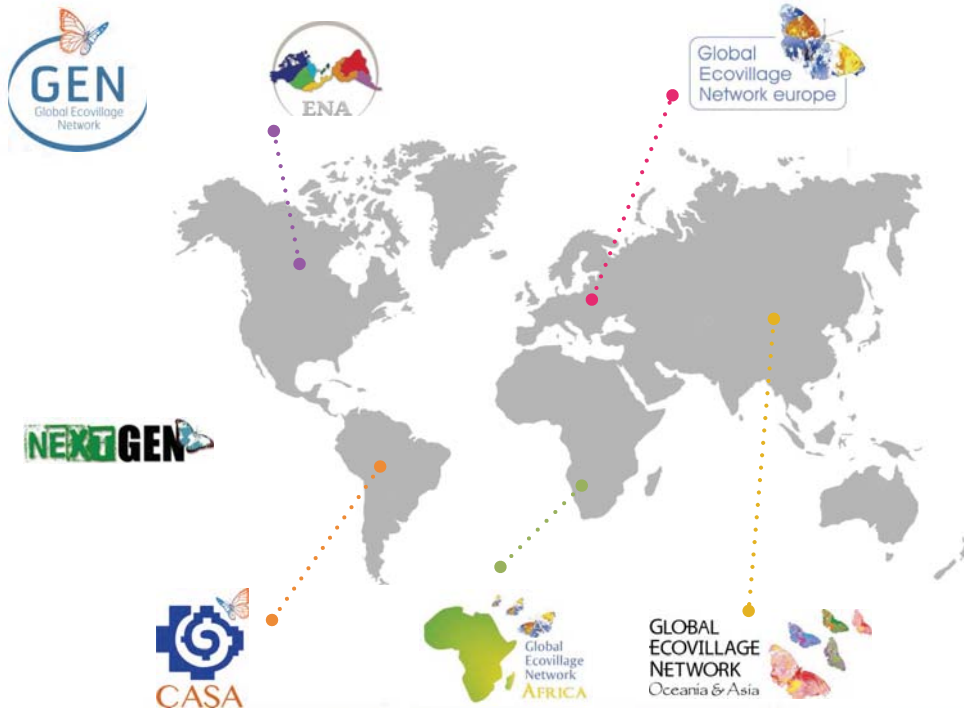 GEN
Global Ecovillage
Network
ENA
Global
Ecovillage
Network europe
NEXTGEN
CASA
Global
Ecovillage
Network
AFRICA
GLOBAL
ECOVILLAGE
NETWORK
Oceania & Asia